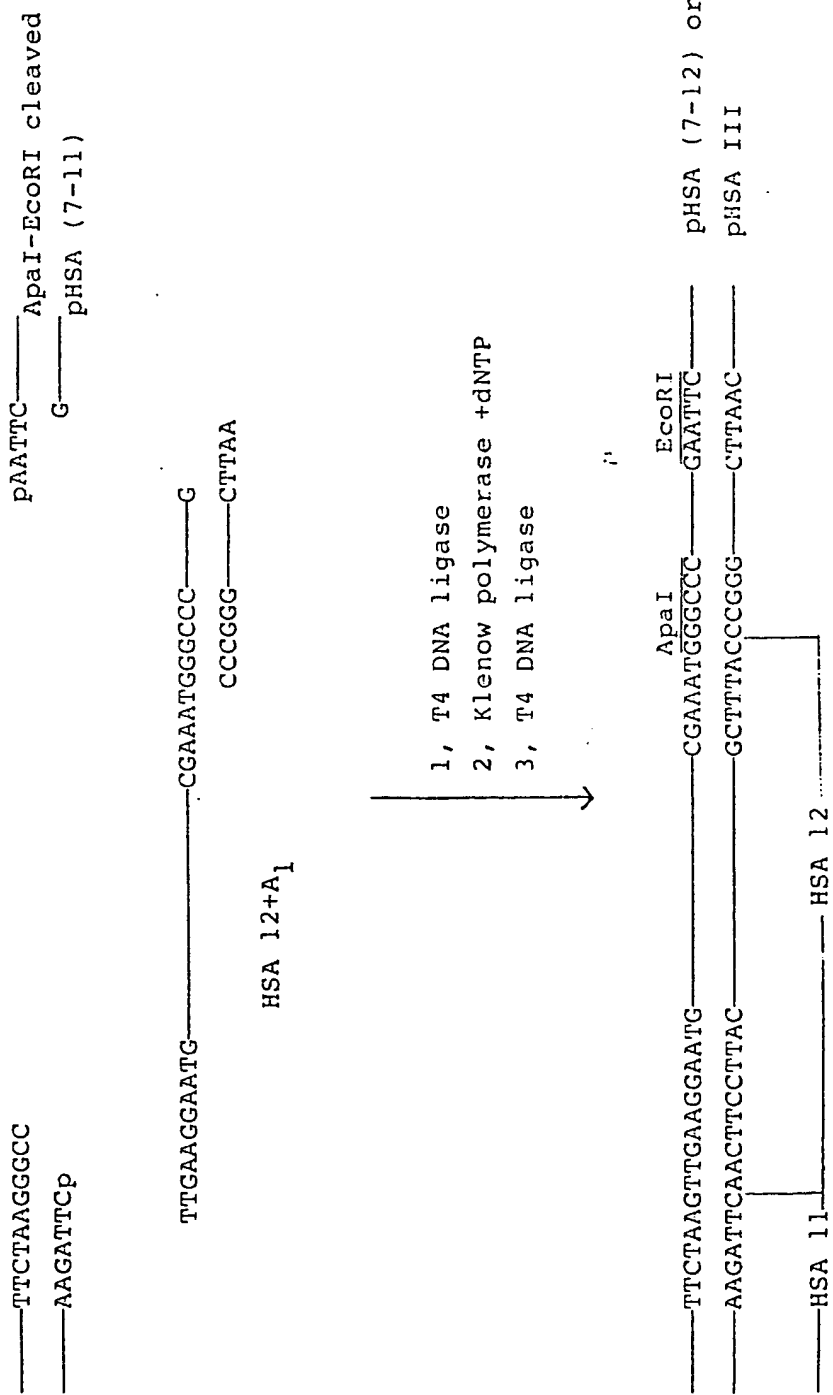 TTCTAAGGGCC
AAGATTCp
pAATTC
G
ApaI-EcoRI cleaved
pHSA (7-11)
TTGAAGGAATG
CGAAATGGGCCC
G
CCCGGG
CTTAA
HSA 12+A1
1, T4 DNA ligase
2, Klenow polymerase +dNTP
3, T4 DNA ligase
ApaI
EcoRI
TTCTAAGTTGAAGGAATG
CGAAATGGGCCC
GAATTC
pHSA (7-12) or
AAGATTCAACTTCCTTAC
GCTTTACCCGGG
CTTAAC
pHSA III
HSA 11
HSA 12